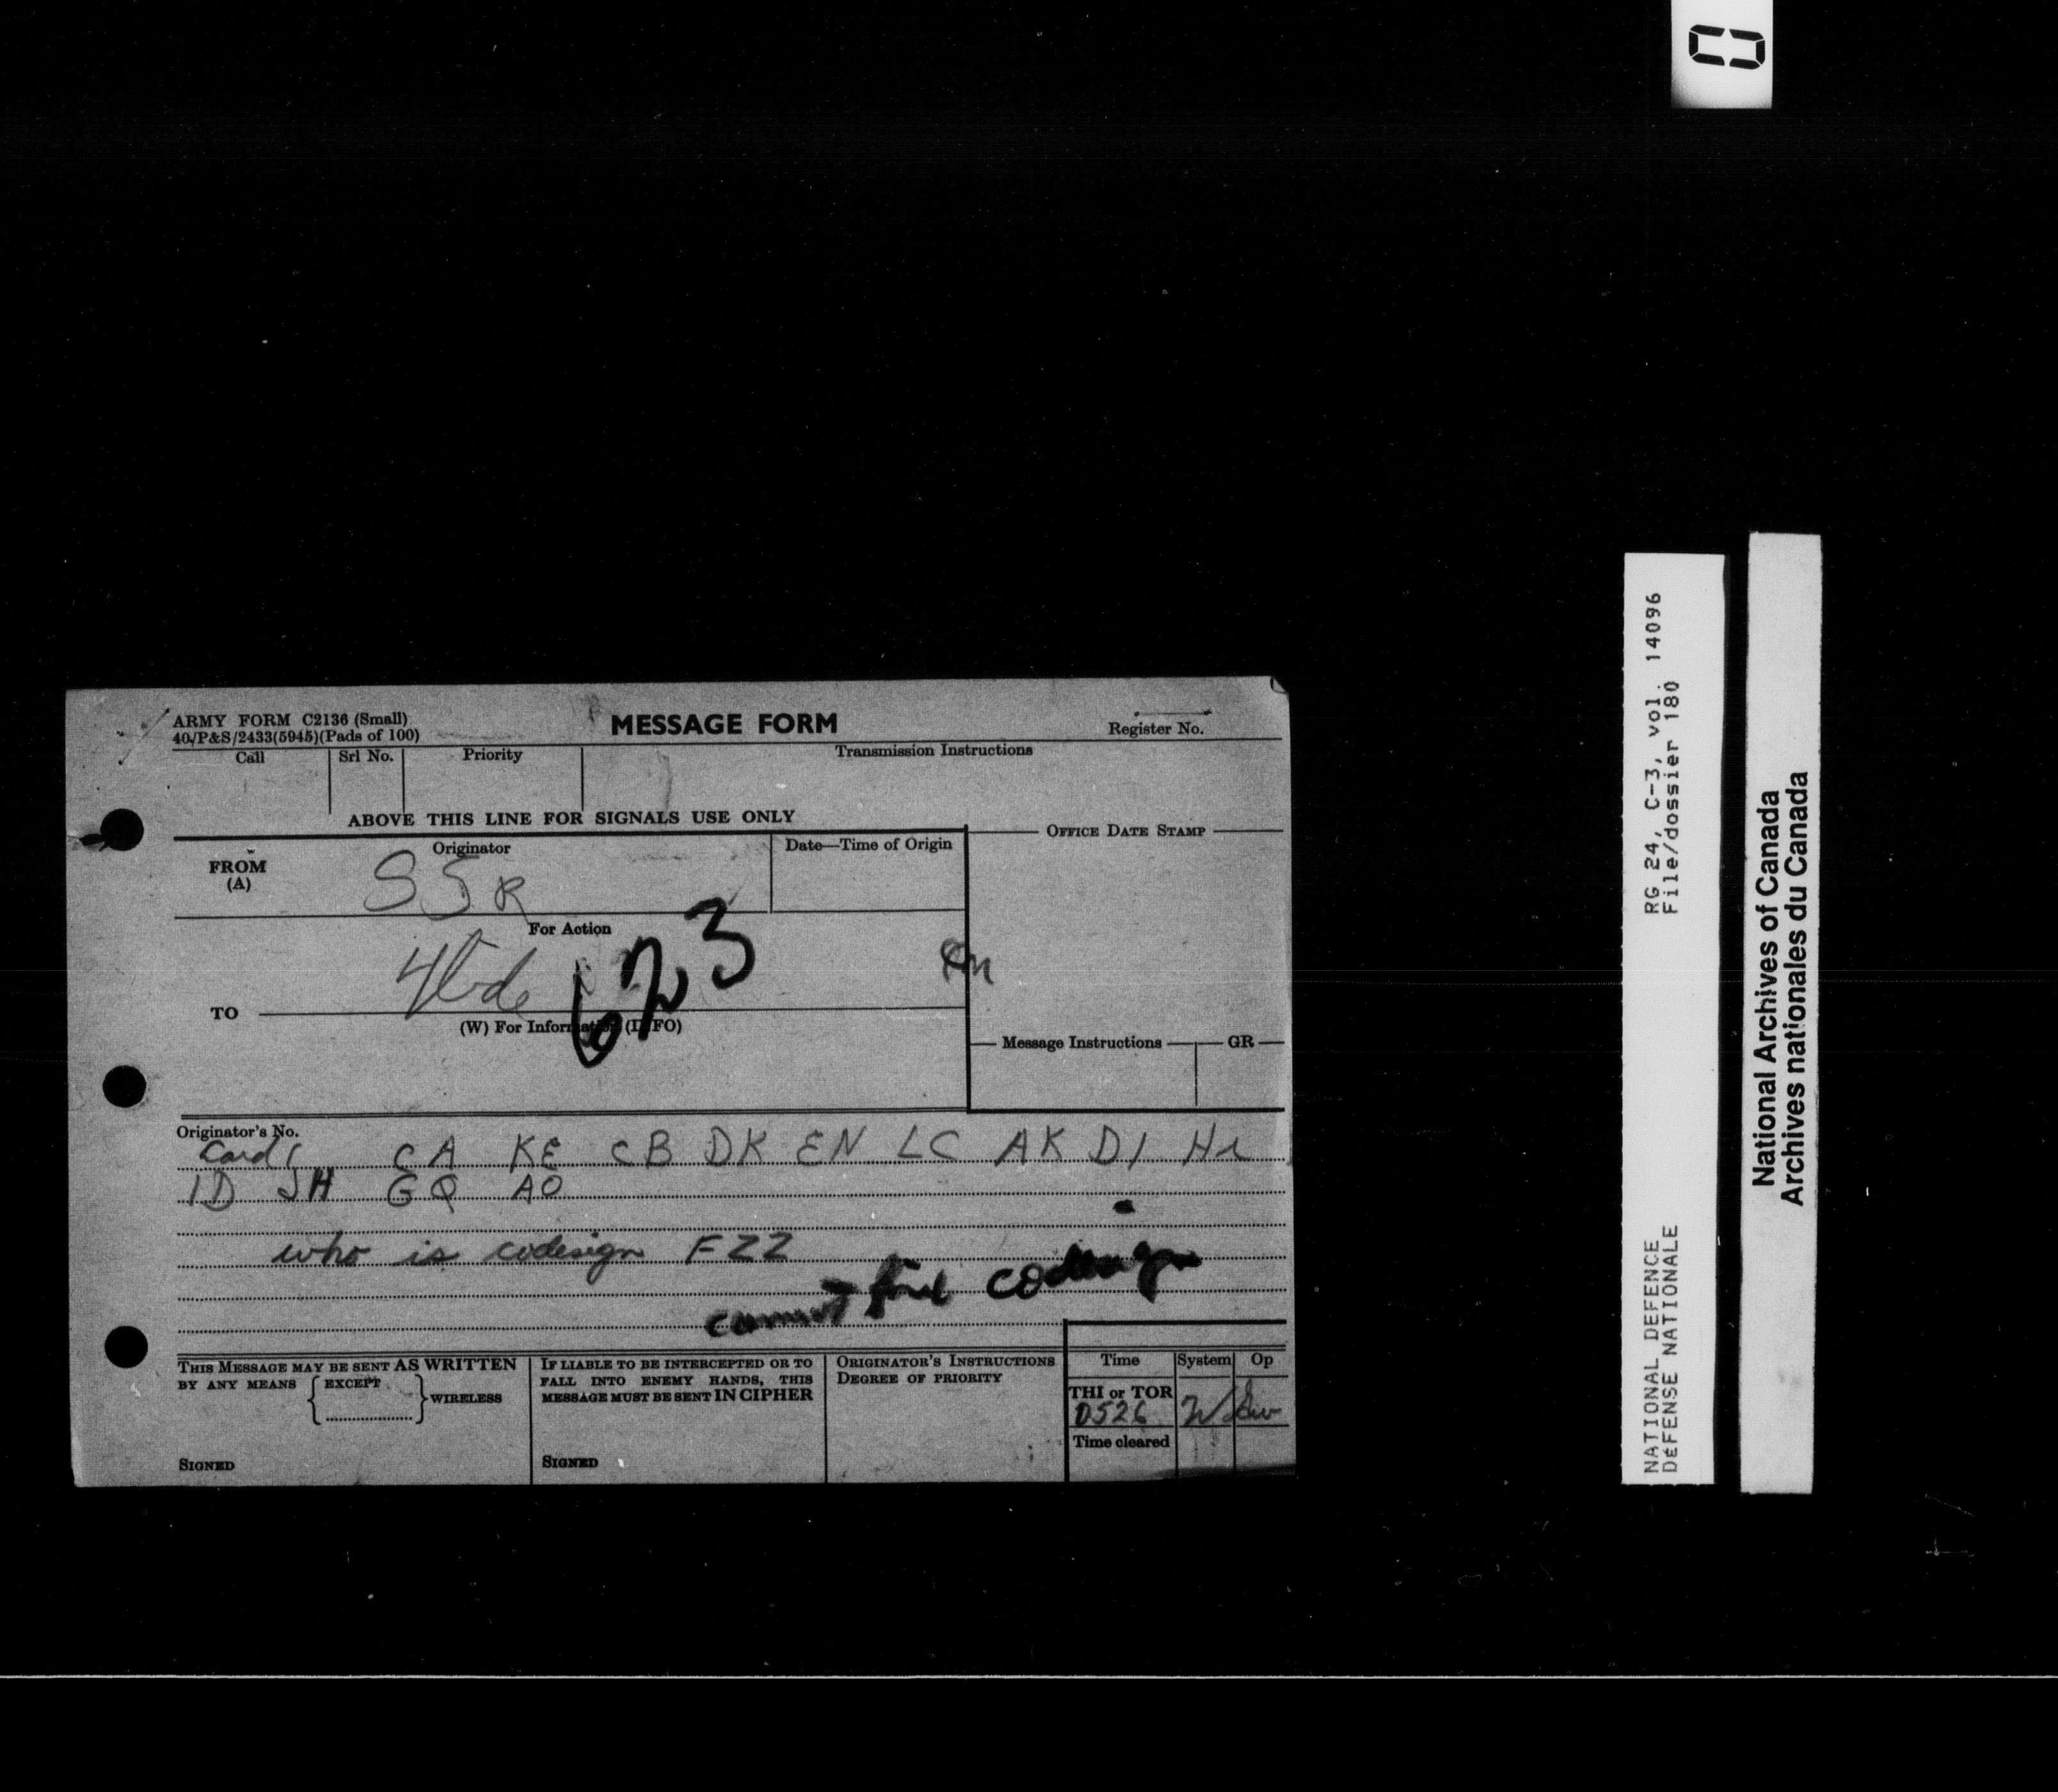 ARMY FORM C2136 (Small)
40/P&S/2433(5945)(Pads of 100)
MESSAGE FORM
Register No.
Call Srl No. Priority Transmission Instructions
ABOVE THIS LINE FOR SIGNALS USE ONLY
OFFICE DATE STAMP
FROM
(A)
Originator
SSR
Date—Time of Origin
For Action
4 bde
623
TO
(W) For Information (INFO)
Message Instructions GR
Originator's No.
CA KE CB DK EN LC AK DI
ID JH GQ AO
who is codesign FZZ
cannot find codesign
THIS MESSAGE MAY BE SENT AS WRITTEN
BY ANY MEANS { EXCEPT } WIRELESS
SIGNED
IF LIABLE TO BE INTERCEPTED OR TO
FALL INTO ENEMY HANDS, THIS
MESSAGE MUST BE SENT IN CIPHER
SIGNED
ORIGINATOR'S INSTRUCTIONS
DEGREE OF PRIORITY
Time System Op
THI or TOR
0526
Time cleared
RG 24, C-3, vol. 14096
File/dossier 180
NATIONAL DEFENCE
DéFENSE NATIONALE
National Archives of Canada
Archives nationales du Canada